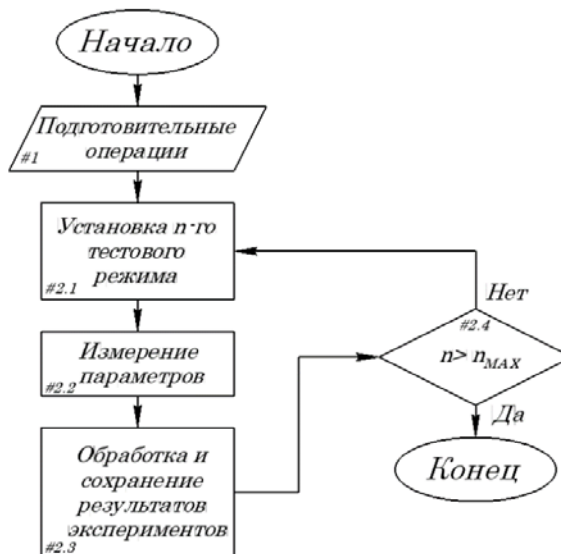 Начало
Подготовительные
операции
#1
Установка n-го
тестового
режима
#2.1
Измерение
параметров
#2.2
Обработка и
сохранение
результатов
экспериментов
#2.3
Нет
#2.4
n> nMAX
Да
Конец